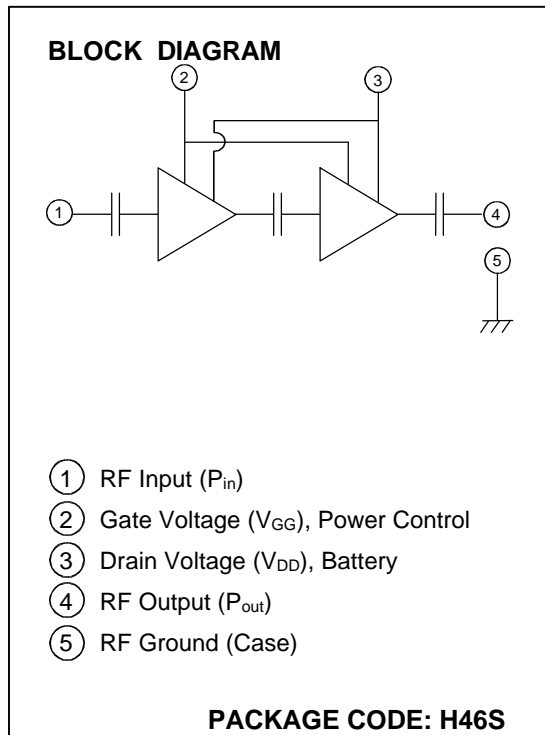 BLOCK DIAGRAM
2
3
1
4
5
1 RF Input (Pin)
2 Gate Voltage (VGG), Power Control
3 Drain Voltage (VDD), Battery
4 RF Output (Pout)
5 RF Ground (Case)
PACKAGE CODE: H46S